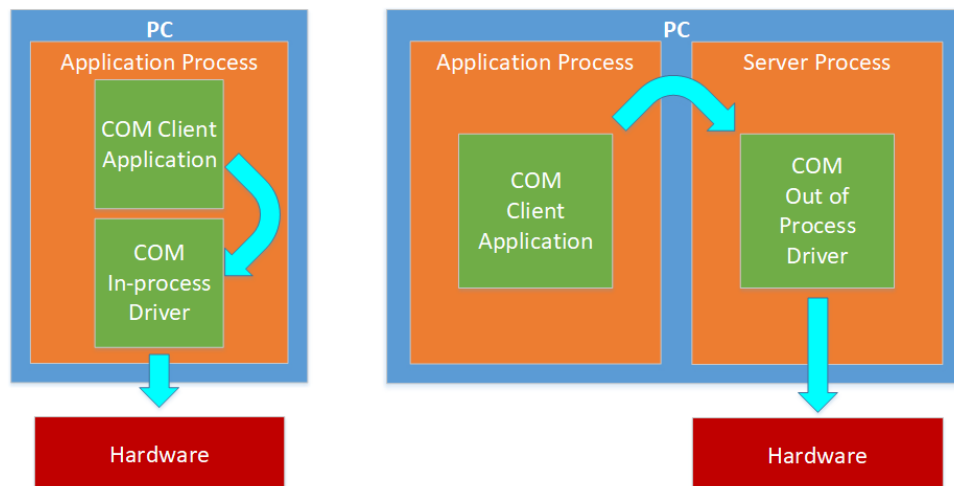 PC
Application Process
COM Client
Application
COM
In-process
Driver
Hardware
PC
Application Process
Server Process
COM
Client
Application
COM
Out of
Process
Driver
Hardware